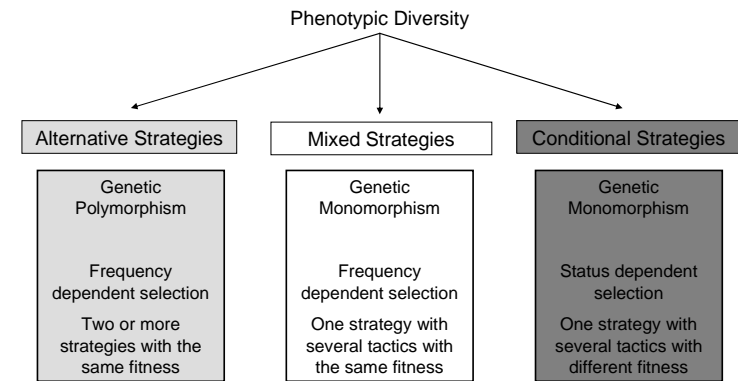 Phenotypic Diversity
Alternative Strategies
Mixed Strategies
Conditional Strategies
Genetic
Polymorphism
Frequency
dependent selection
Two or more
strategies with the
same fitness
Genetic
Monomorphism
Frequency
dependent selection
One strategy with
several tactics with
the same fitness
Genetic
Monomorphism
Status dependent
selection
One strategy with
several tactics with
different fitness